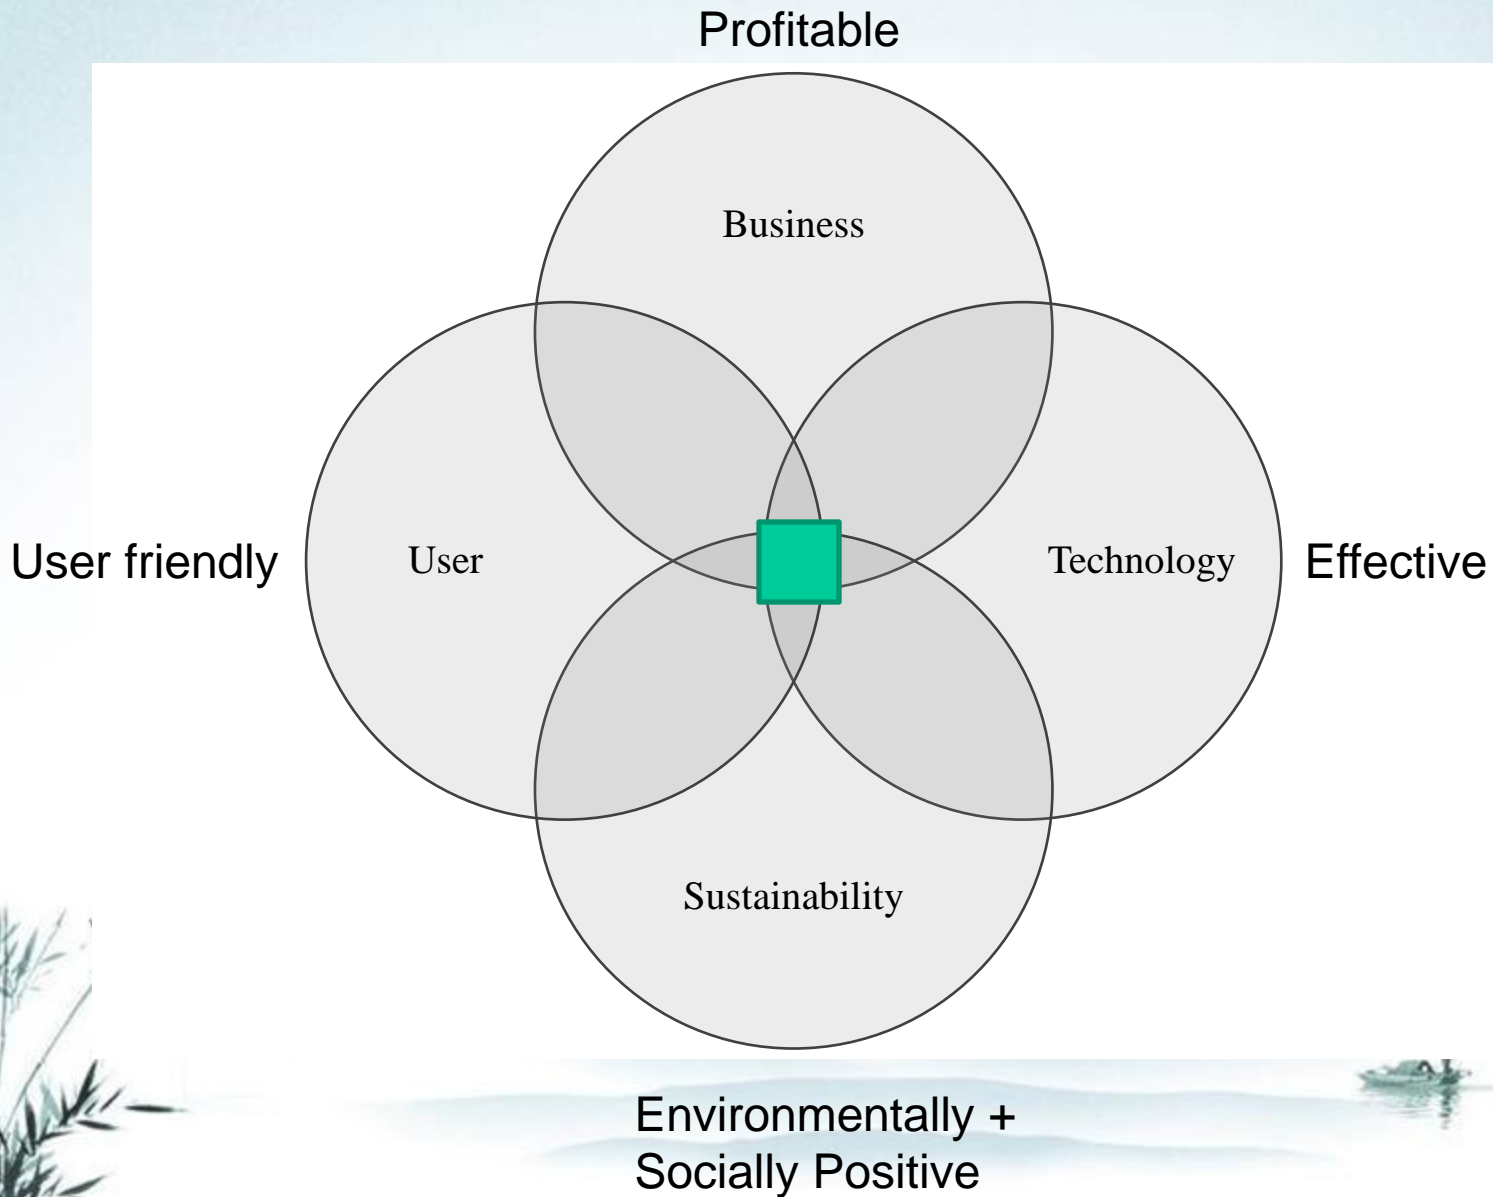 Profitable
Business
User friendly
User
Technology
Effective
Sustainability
Environmentally +
Socially Positive